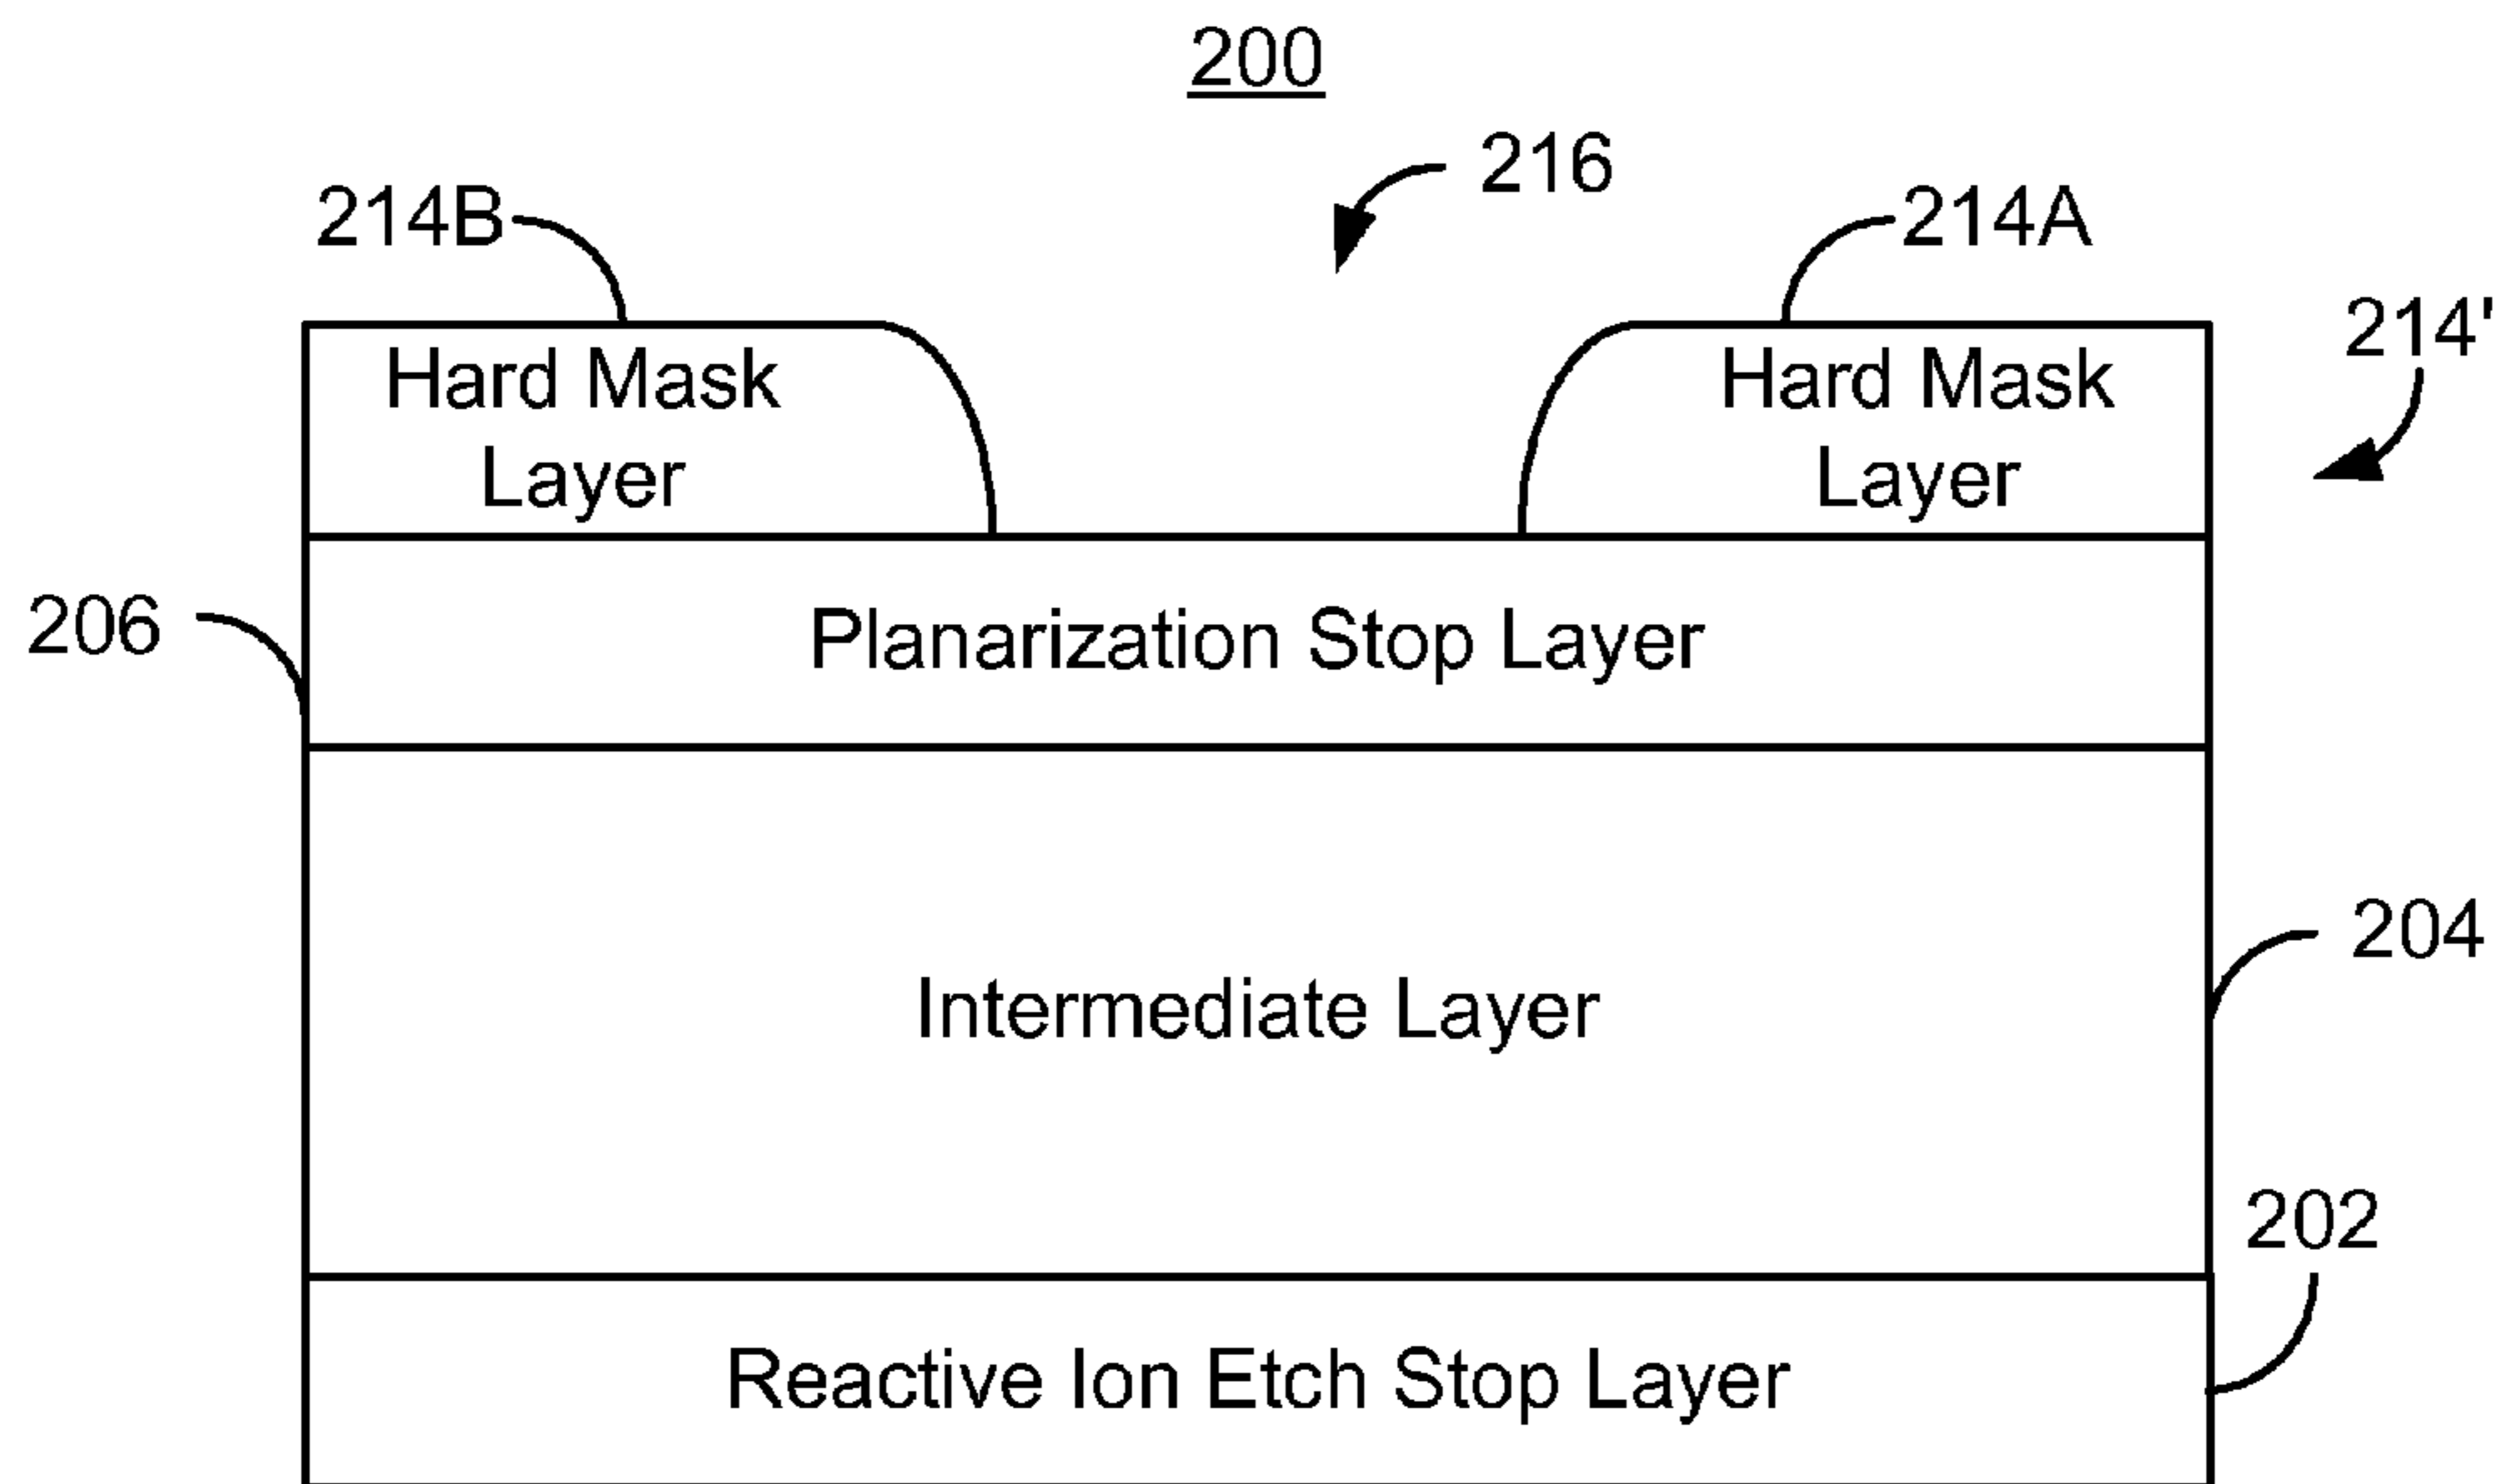 200
216
214B
214A
214'
Hard Mask
Layer
Hard Mask
Layer
206
Planarization Stop Layer
204
Intermediate Layer
202
Reactive Ion Etch Stop Layer